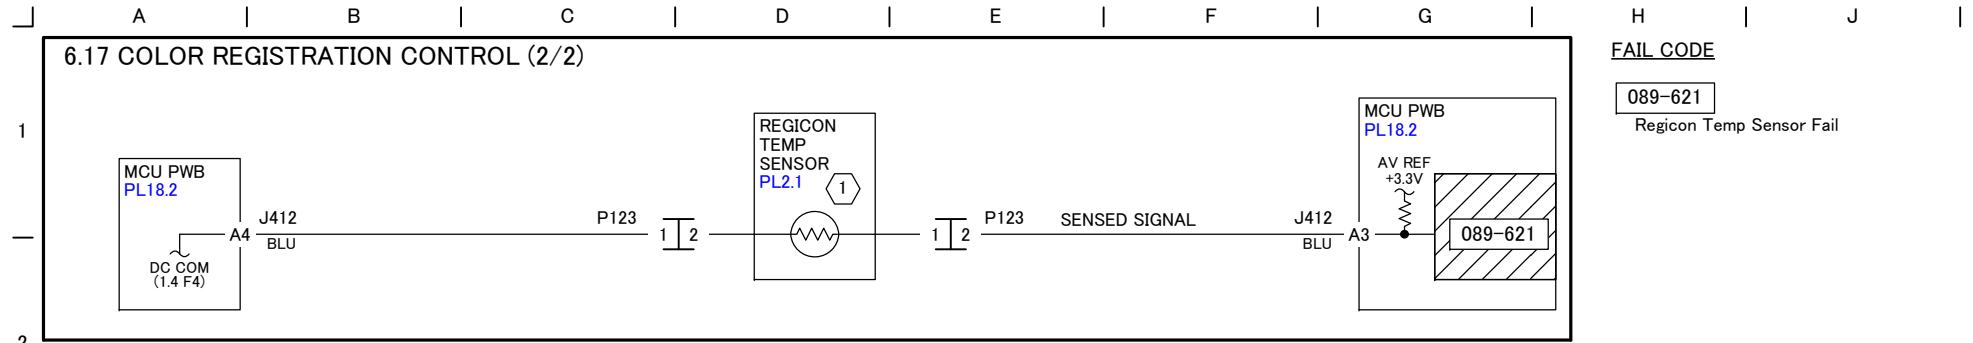 A B C D E F G H J
6.17 COLOR REGISTRATION CONTROL (2/2)
FAIL CODE
089-621
Regicon Temp Sensor Fail
1
MCU PWB
PL18.2
A4
J412
BLU
DC COM
(1.4 F4)
P123
1 2
REGICON
TEMP
SENSOR
PL2.1
1
1 2
P123
SENSED SIGNAL
J412
BLU
A3
MCU PWB
PL18.2
AV REF
+3.3V
089-621
2